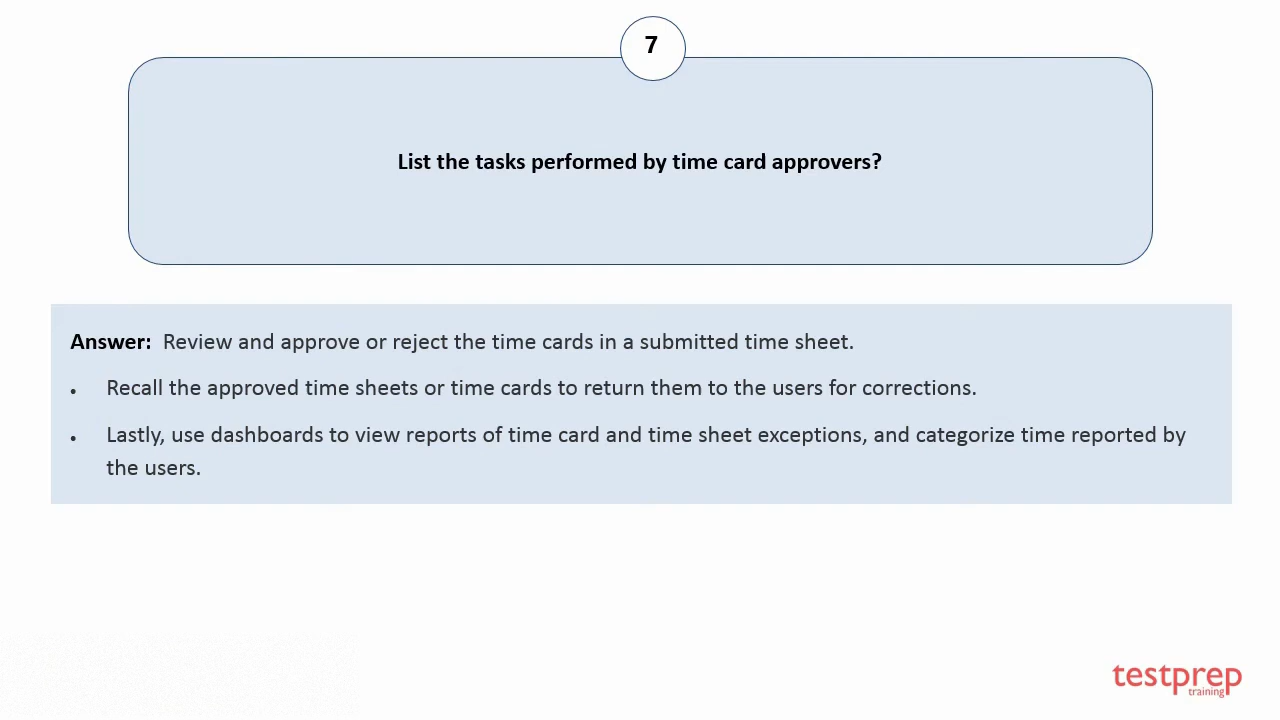 7
List the tasks performed by time card approvers?
Answer: Review and approve or reject the time cards in a submitted time sheet.
• Recall the approved time sheets or time cards to return them to the users for corrections.
• Lastly, use dashboards to view reports of time card and time sheet exceptions, and categorize time reported by
the users.
testprep
training